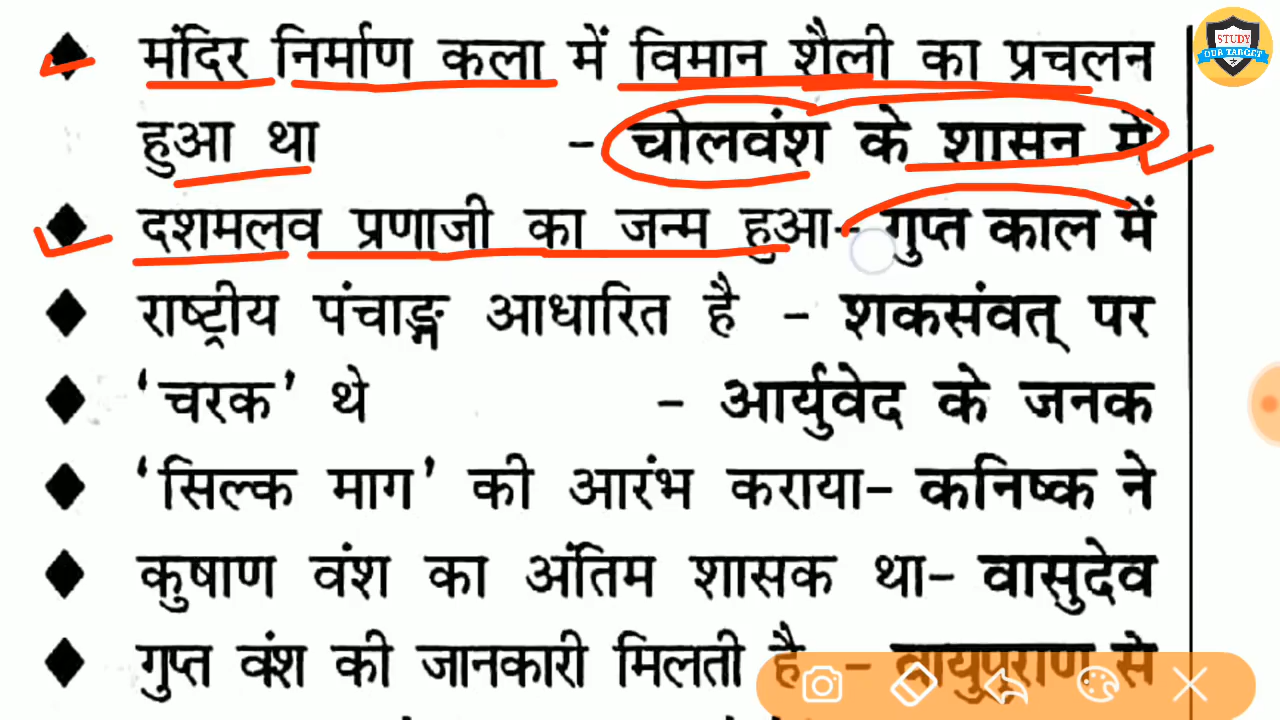 STUDY
OUR TARGET
मंदिर निर्माण कला में विमान शैली का प्रचलन
हुआ था - चोलवंश के शासन में
दशमलव प्रणाजी का जन्म हुआ- गुप्त काल में
राष्ट्रीय पंचाङ्ग आधारित है - शकसंवत् पर
'चरक' थे - आर्युवेद के जनक
'सिल्क माग' की आरंभ कराया- कनिष्क ने
कुषाण वंश का अंतिम शासक था- वासुदेव
गुप्त वंश की जानकारी मिलती है - वायुपूराण से